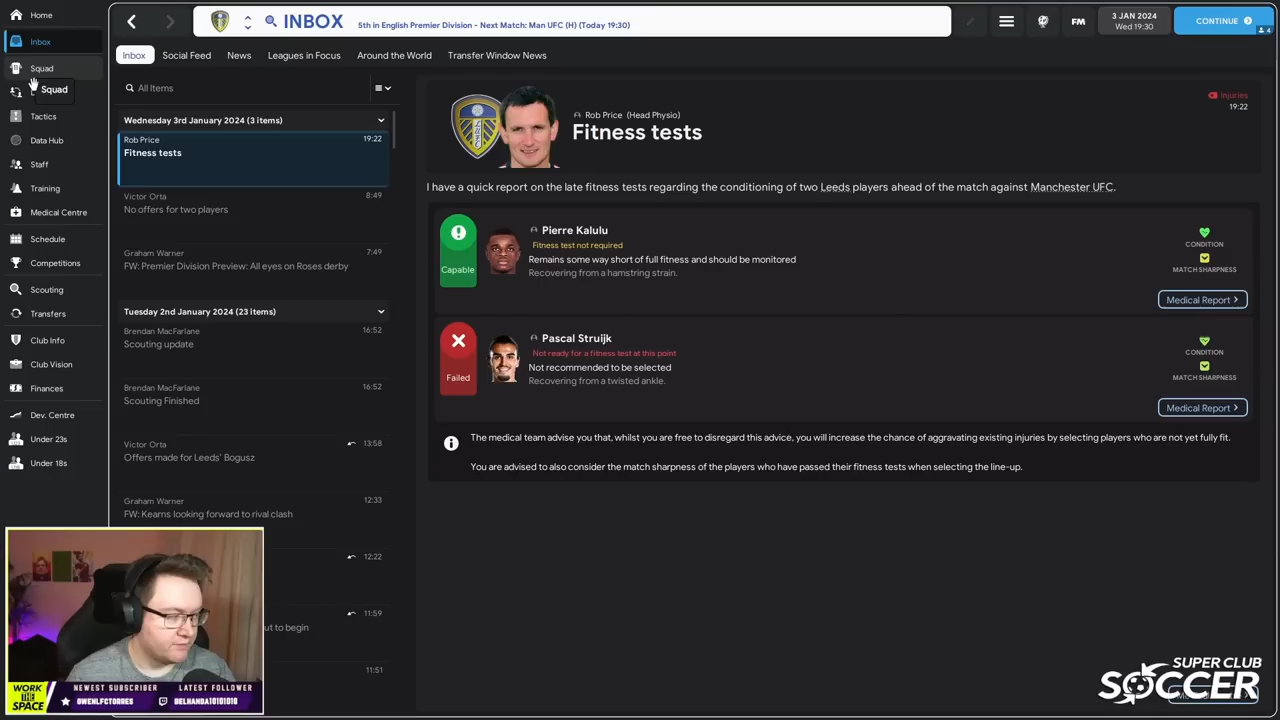 Home
INBOX
5th in English Premier Division - Next Match: Man UFC (H) (Today 19:30)
FM
3 JAN 2024
Wed 19:30
CONTINUE
4
Inbox
Squad
Squad
Tactics
Data Hub
Staff
Training
Medical Centre
Schedule
Competitions
Scouting
Transfers
Club Info
Club Vision
Finances
Dev. Centre
Under 23s
Under 18s
Inbox
Social Feed
News
Leagues in Focus
Around the World
Transfer Window News
All Items
Wednesday 3rd January 2024 (3 items)
Rob Price
19:22
Fitness tests
Victor Orta
8:49
No offers for two players
Graham Warner
7:49
FW: Premier Division Preview: All eyes on Roses derby
Tuesday 2nd January 2024 (23 items)
Brendan MacFarlane
16:52
Scouting update
Brendan MacFarlane
16:52
Scouting Finished
Victor Orta
13:58
Offers made for Leeds' Bogusz
Graham Warner
12:33
FW: Kearns looking forward to rival clash
12:22
11:59
ut to begin
11:51
Rob Price (Head Physio)
Fitness tests
Injuries
19:22
I have a quick report on the late fitness tests regarding the conditioning of two Leeds players ahead of the match against Manchester UFC.
Capable
Pierre Kalulu
Fitness test not required
Remains some way short of full fitness and should be monitored
Recovering from a hamstring strain.
CONDITION
MATCH SHARPNESS
Medical Report
Failed
Pascal Struijk
Not ready for a fitness test at this point
Not recommended to be selected
Recovering from a twisted ankle.
CONDITION
MATCH SHARPNESS
Medical Report
The medical team advise you that, whilst you are free to disregard this advice, you will increase the chance of aggravating existing injuries by selecting players who are not yet fully fit.
You are advised to also consider the match sharpness of the players who have passed their fitness tests when selecting the line-up.
WORK
THE
SPACE
NEWEST SUBSCRIBER
OWENLFCTORRES
LATEST FOLLOWER
ELHANDA10101010
SUPER CLUB
SOCCER